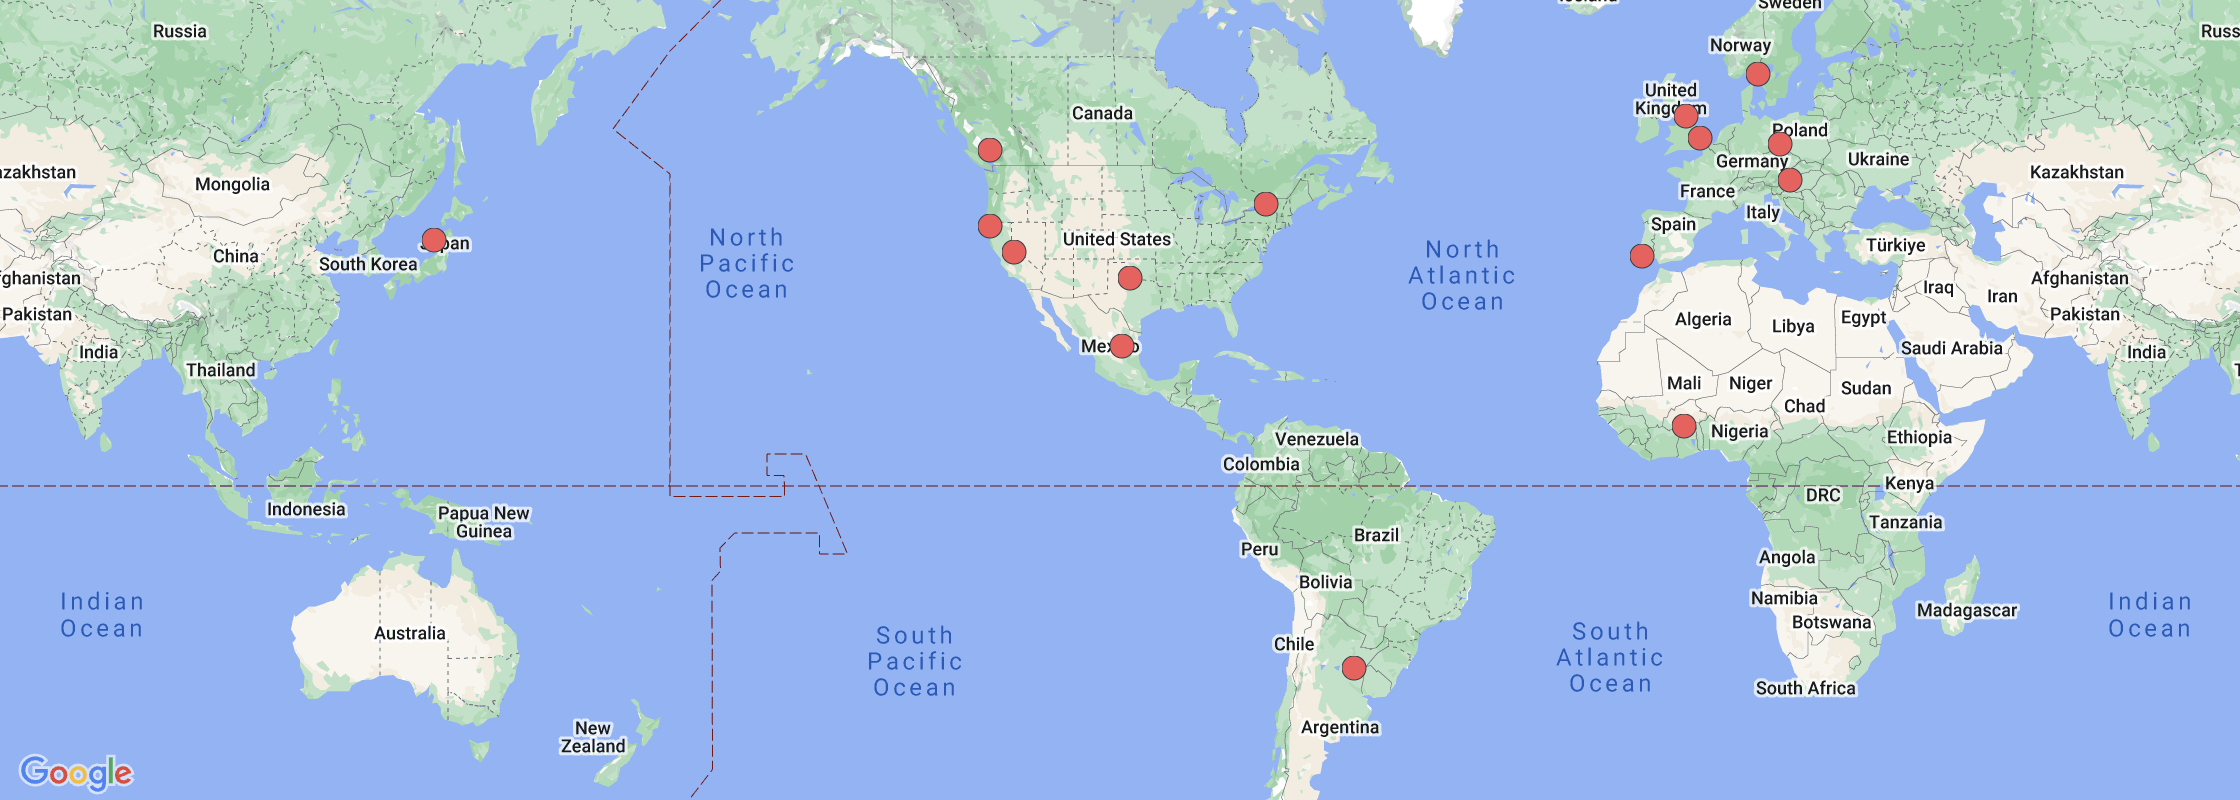 Sweden
Russia
Norway
Russ
United
Kingdom
Canada
Poland
Germany
Ukraine
azakhstan
Mongolia
Kazakhstan
France
Italy
Spain
North
Pacific
Ocean
United States
North
Atlantic
Ocean
Japan
South Korea
China
Türkiye
fghanistan
Afghanistan
Iraq
Iran
Pakistan
Pakistan
Algeria
Libya
Egypt
India
Thailand
Mexico
Saudi Arabia
India
Mali
Niger
Sudan
Chad
Nigeria
Ethiopia
Venezuela
Colombia
Kenya
DRC
Indonesia
Papua New
Guinea
Tanzania
Brazil
Peru
Angola
Bolivia
Namibia
Madagascar
Botswana
Indian
Ocean
Australia
South
Pacific
Ocean
Chile
South
Atlantic
Ocean
Indian
Ocean
South Africa
New
Zealand
Argentina
Google